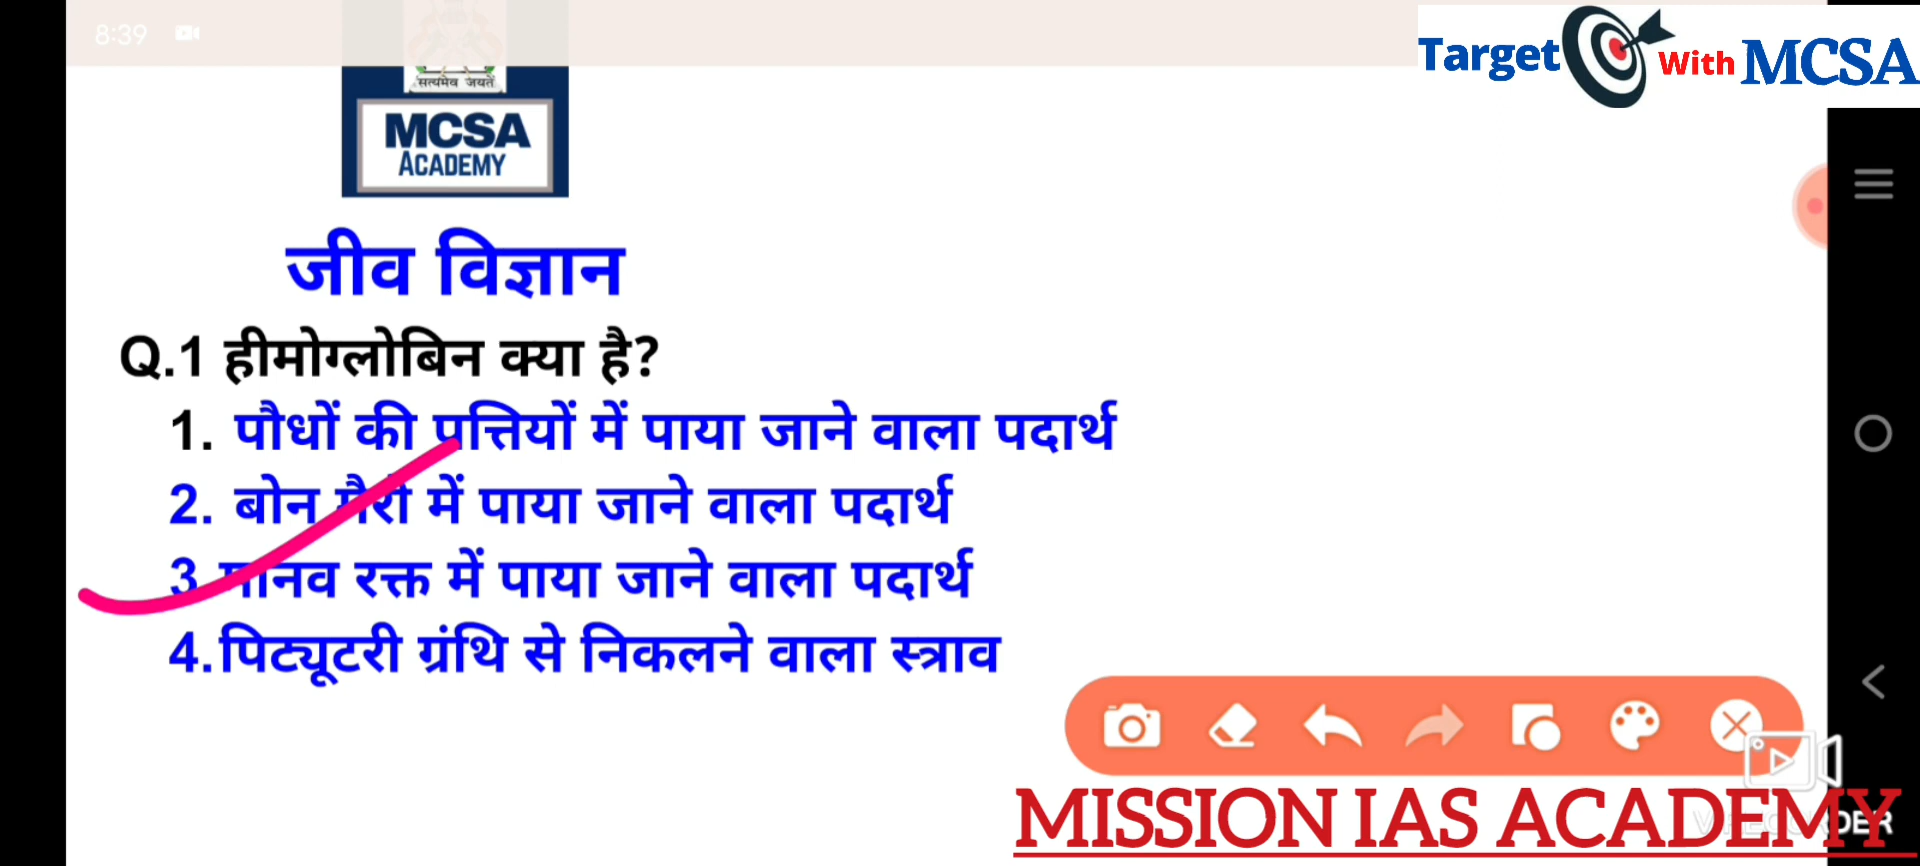 8:39
Target With MCSA
सत्यमेव जयते
MCSA
ACADEMY
जीव विज्ञान
Q.1 हीमोग्लोबिन क्या है?
1. पौधों की पत्तियों में पाया जाने वाला पदार्थ
2. बोन मैरो में पाया जाने वाला पदार्थ
3. मानव रक्त में पाया जाने वाला पदार्थ
4. पिट्यूटरी ग्रंथि से निकलने वाला स्त्राव
MISSION IAS ACADEMY